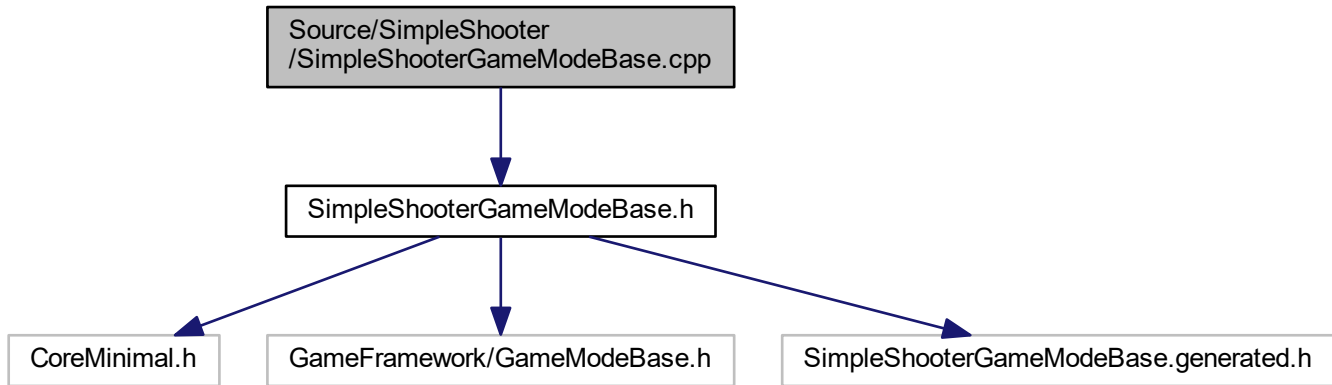 Source/SimpleShooter
/SimpleShooterGameModeBase.cpp
SimpleShooterGameModeBase.h
CoreMinimal.h
GameFramework/GameModeBase.h
SimpleShooterGameModeBase.generated.h